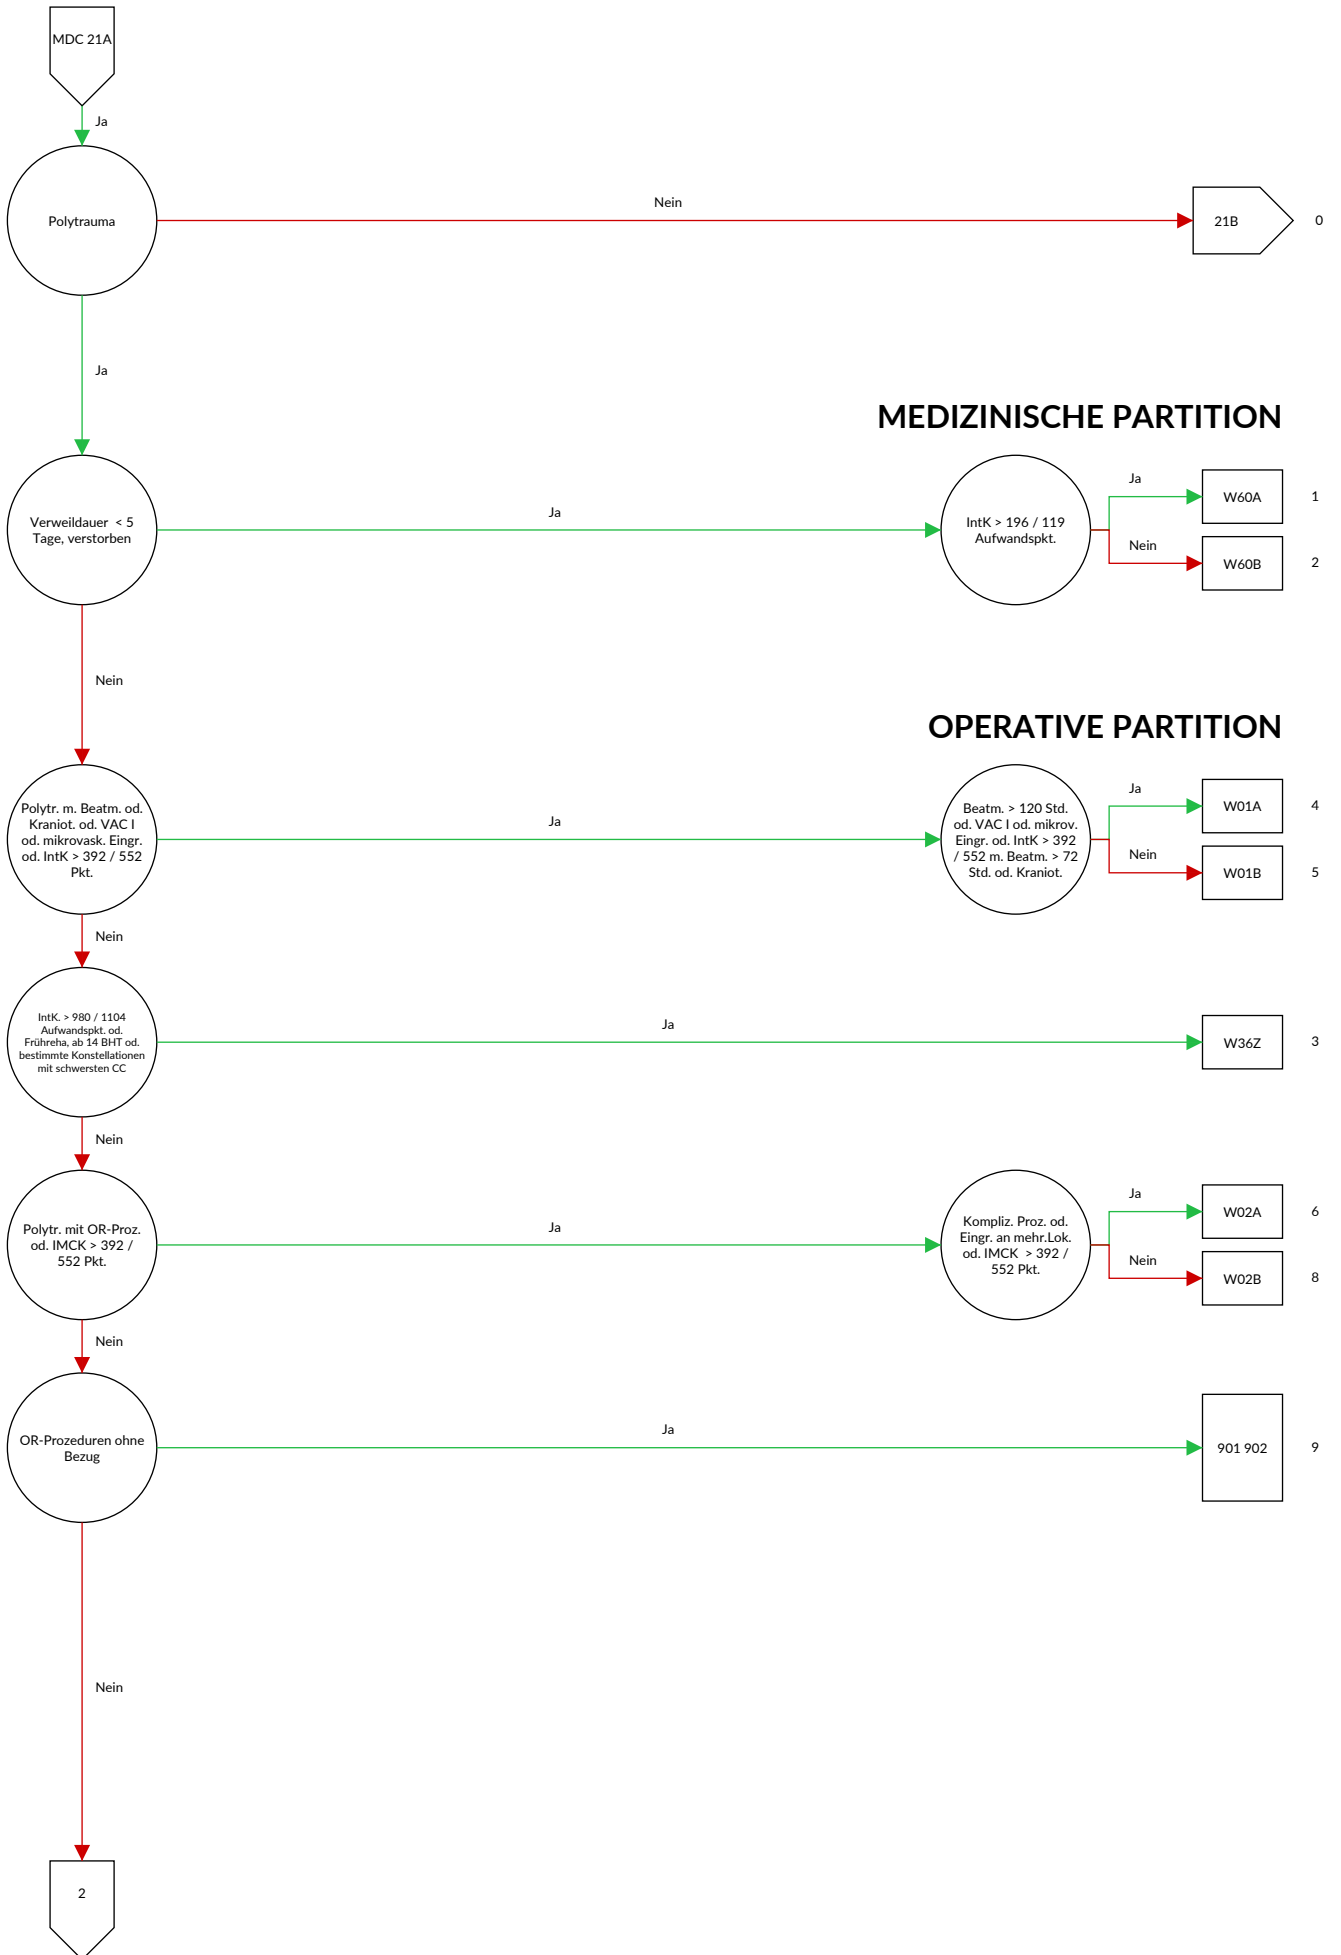 MDC 21A
Ja
Polytrauma
Nein
21B
0
Ja
MEDIZINISCHE PARTITION
Verweildauer < 5
Tage, verstorben
Ja
IntK > 196 / 119
Aufwandspkt.
Ja
W60A
1
Nein
W60B
2
Nein
OPERATIVE PARTITION
Polytr. m. Beatm. od.
Kraniot. od. VAC I
od. mikrovask. Eingr.
od. IntK > 392 / 552
Pkt.
Ja
Beatm. > 120 Std.
od. VAC I od. mikrov.
Eingr. od. IntK > 392
/ 552 m. Beatm. > 72
Std. od. Kraniot.
Ja
W01A
4
Nein
W01B
5
Nein
IntK. > 980 / 1104
Aufwandspkt. od.
Frühreha, ab 14 BHT od.
bestimmte Konstellationen
mit schwersten CC
Ja
W36Z
3
Nein
Polytr. mit OR-Proz.
od. IMCK > 392 /
552 Pkt.
Ja
Kompliz. Proz. od.
Eingr. an mehr.Lok.
od. IMCK > 392 /
552 Pkt.
Ja
W02A
6
Nein
W02B
8
Nein
OR-Prozeduren ohne
Bezug
Ja
901 902
9
Nein
2